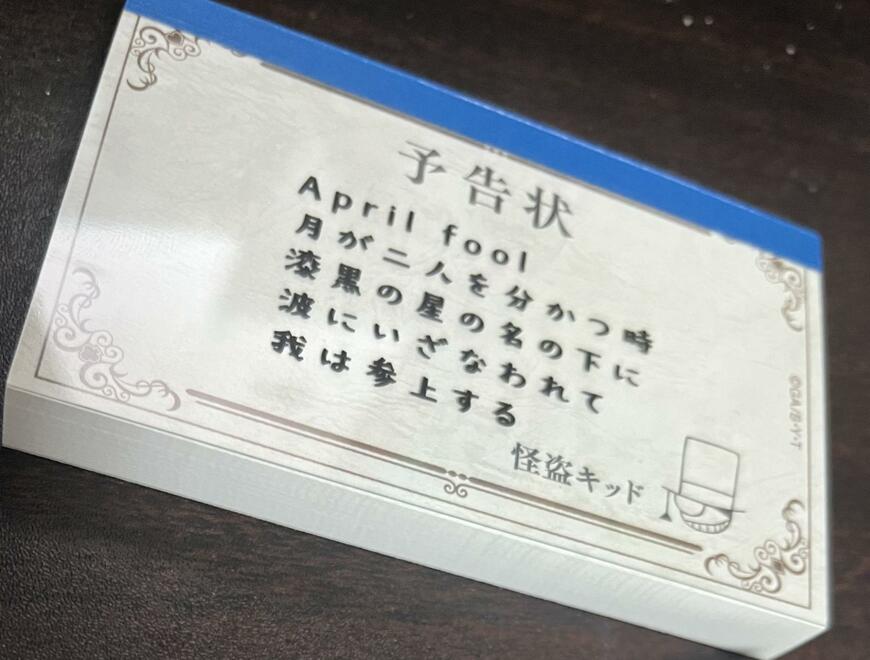 予告状
April fool
月が二人を分かつ時
漆黒の星の名の下に
波にいざなわれて
我は参上する
怪盗キッド
©GA/S・Y・T